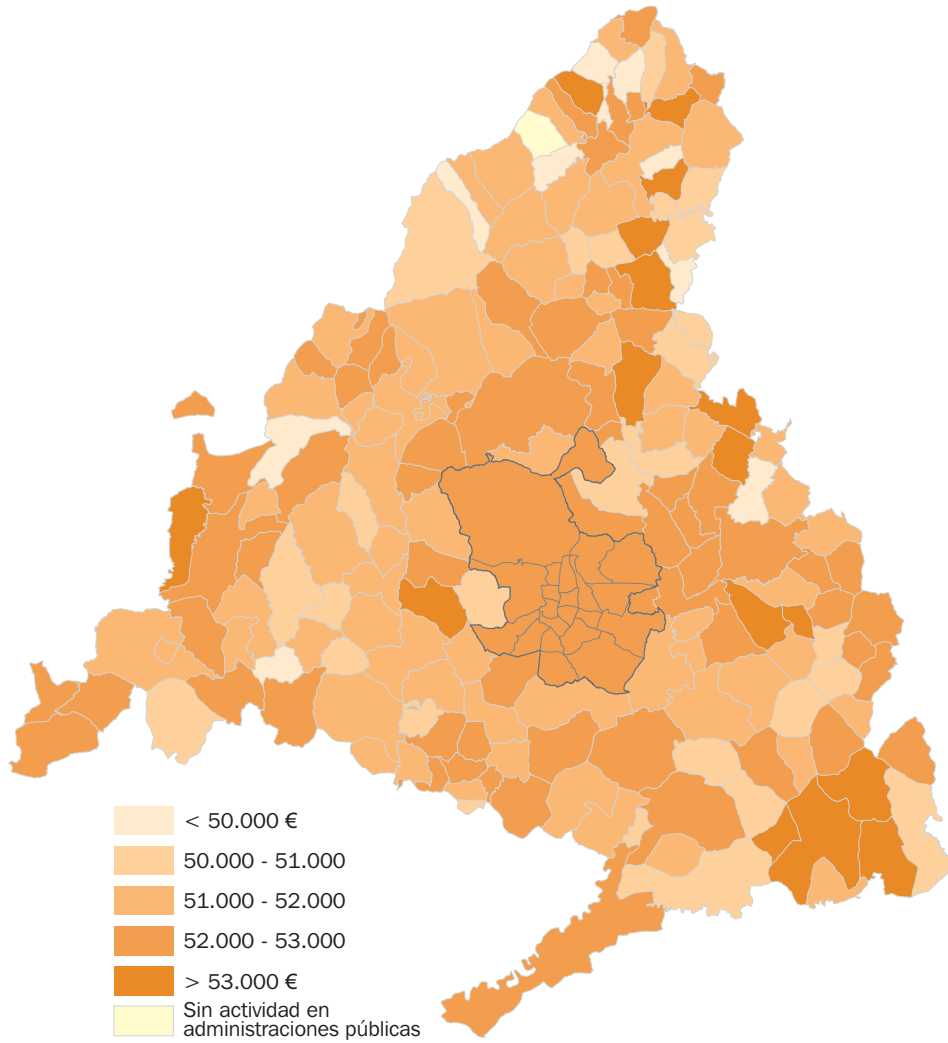 < 50.000 €
50.000 - 51.000
51.000 - 52.000
52.000 - 53.000
> 53.000 €
Sin actividad en
administraciones públicas